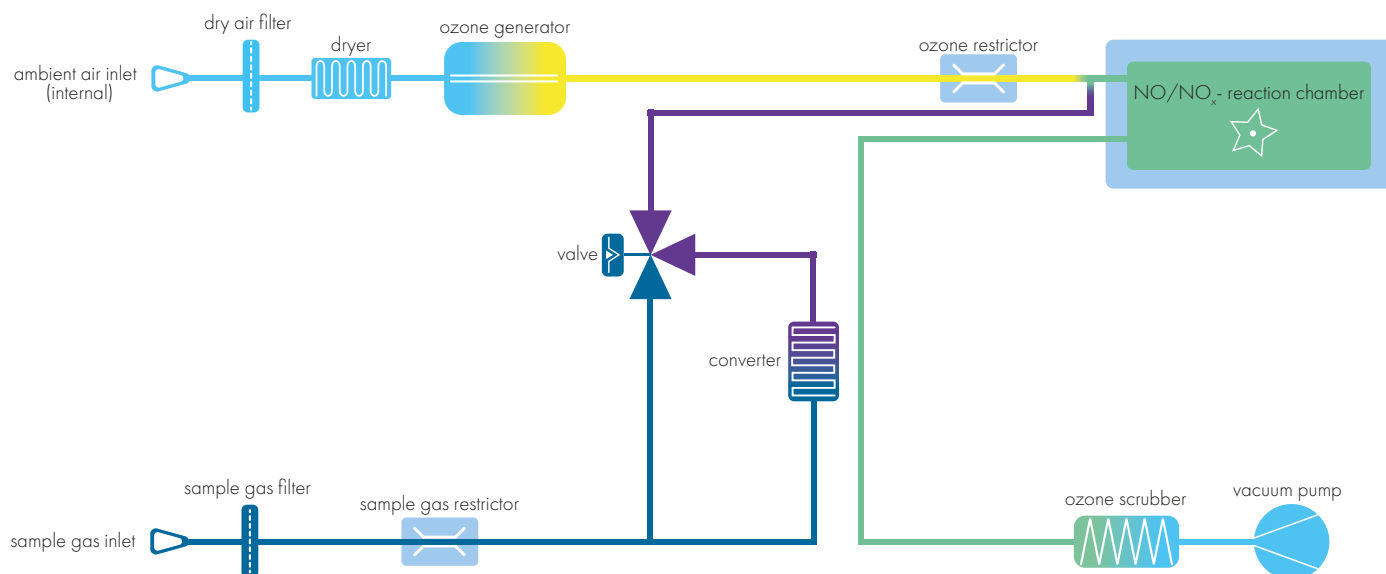 dry air filter
dryer
ozone generator
ozone restrictor
ambient air inlet
(internal)
NO/NOx- reaction chamber
valve
converter
sample gas filter
sample gas restrictor
ozone scrubber
vacuum pump
sample gas inlet